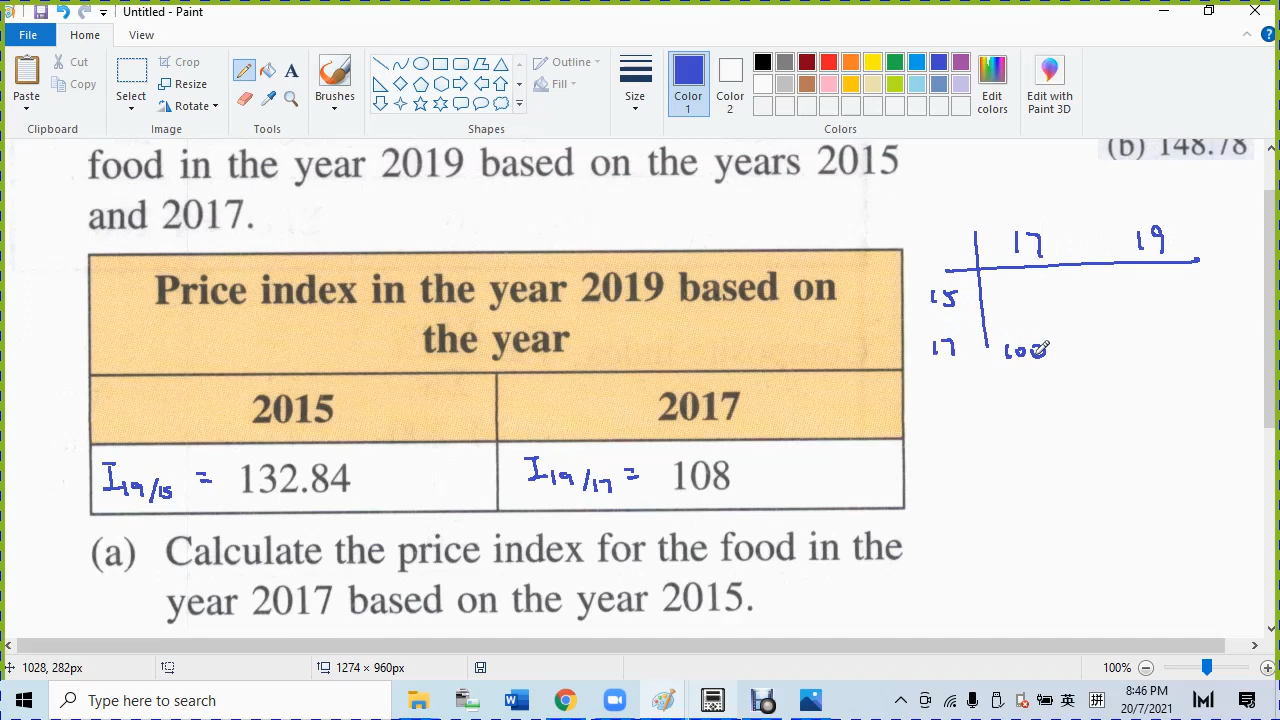 Untitled - Paint
File
Home
View
Paste
Cut
Copy
Clipboard
Select
Crop
Resize
Rotate
Image
A
Tools
Brushes
Shapes
Outline
Fill
Size
Color 1
Color 2
Colors
Edit colors
Edit with Paint 3D
food in the year 2019 based on the years 2015
and 2017.
(b) 148.78
Price index in the year 2019 based on
the year
2015
2017
I19/15 = 132.84
I19/17 = 108
17 19
15
17 100
(a) Calculate the price index for the food in the
year 2017 based on the year 2015.
1028, 282px
1274 × 960px
100%
Type here to search
英
拼
8:46 PM
20/7/2021